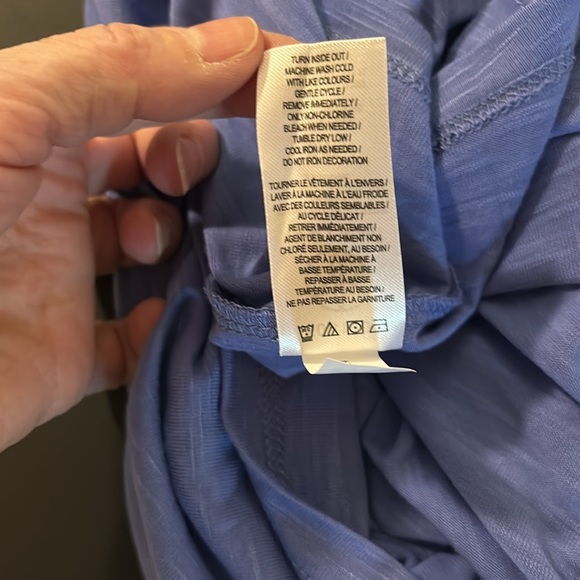 TURN INSIDE OUT /
MACHINE WASH COLD
WITH LIKE COLOURS /
GENTLE CYCLE /
REMOVE IMMEDIATELY /
ONLY NON-CHLORINE
BLEACH WHEN NEEDED /
TUMBLE DRY LOW /
COOL IRON AS NEEDED /
DO NOT IRON DECORATION
TOURNER LE VÊTEMENT À L'ENVERS /
LAVER À LA MACHINE À L'EAU FROIDE
AVEC DES COULEURS SEMBLABLES /
AU CYCLE DÉLICAT /
RETIRER IMMÉDIATEMENT /
AGENT DE BLANCHIMENT NON
CHLORÉ SEULEMENT, AU BESOIN /
SÉCHER À LA MACHINE À
BASSE TEMPÉRATURE /
REPASSER À BASSE
TEMPÉRATURE AU BESOIN /
NE PAS REPASSER LA GARNITURE